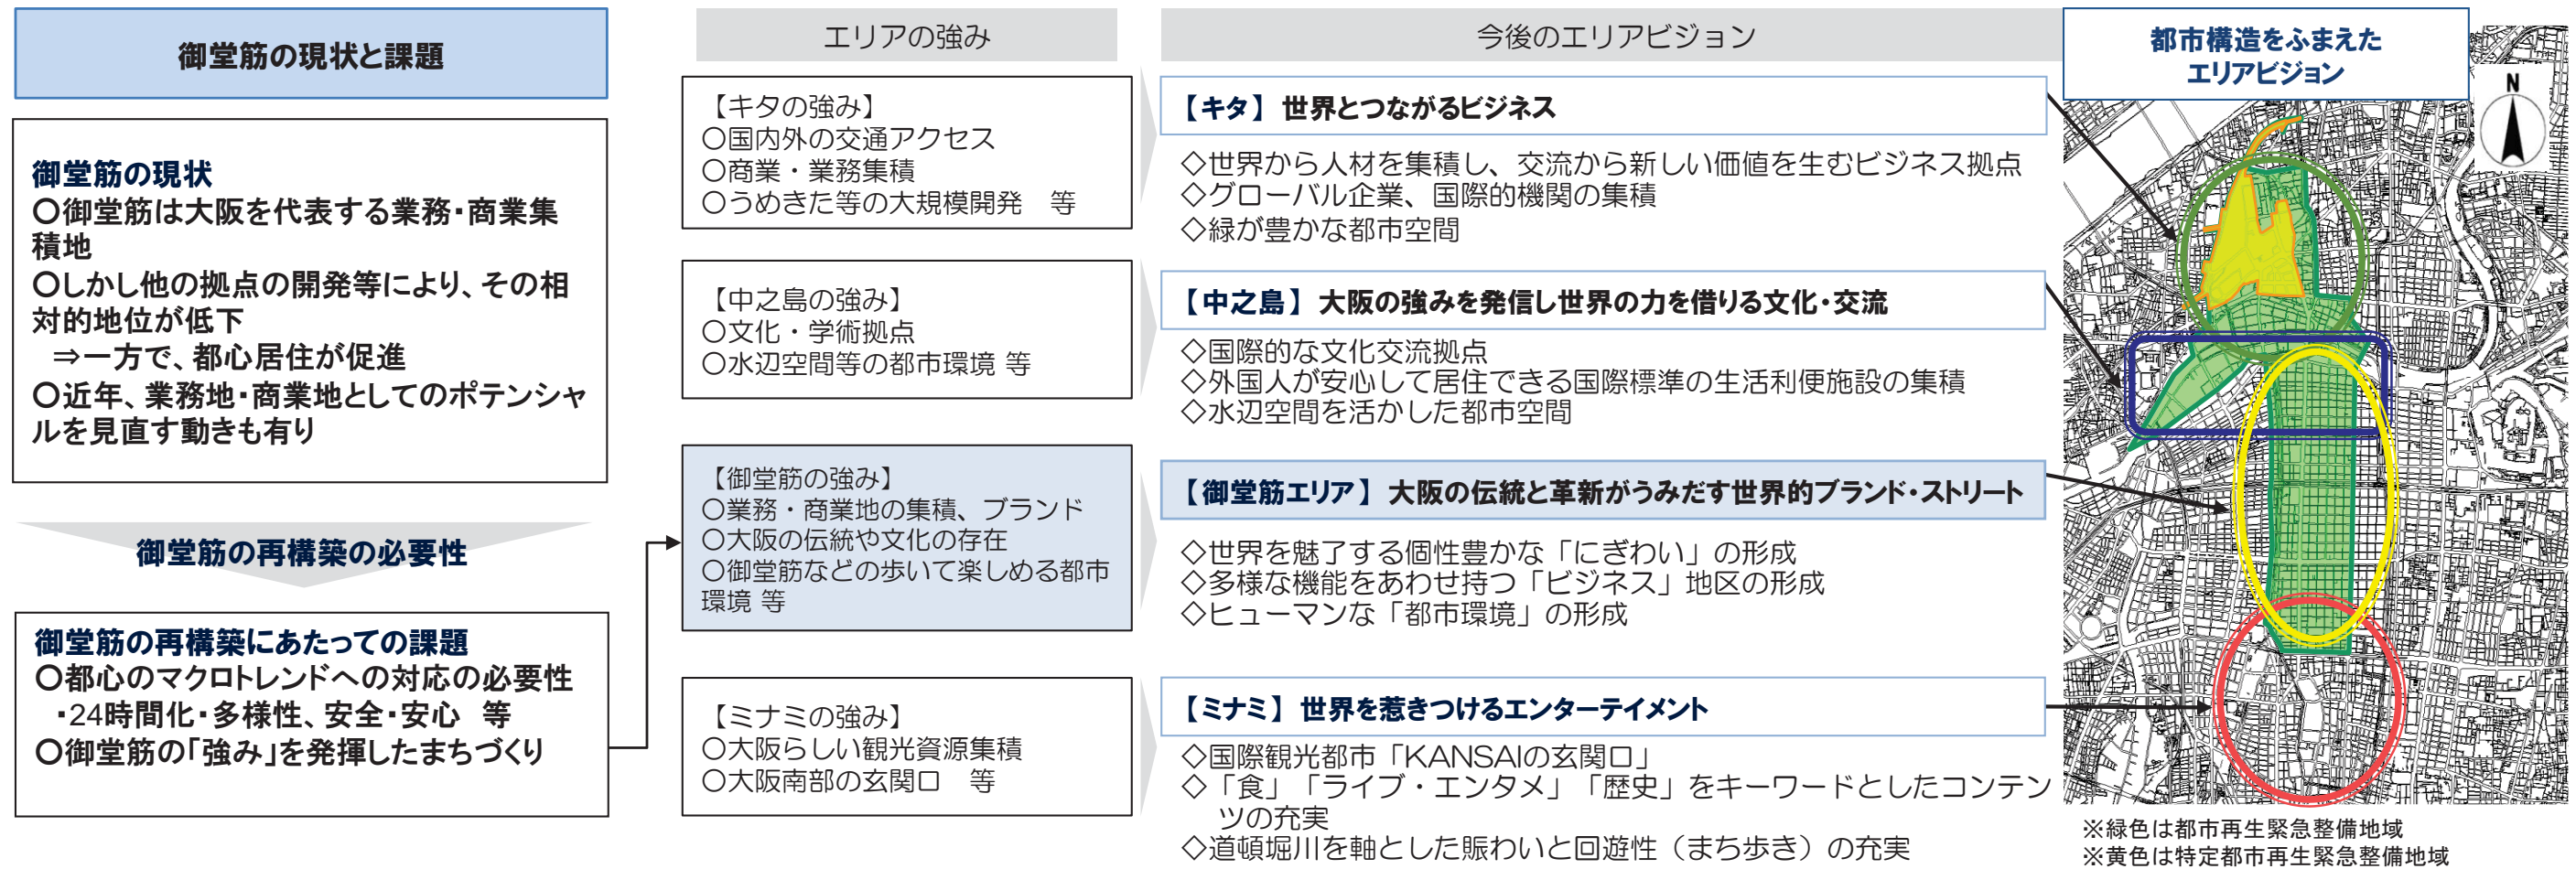 御堂筋の現状と課題
御堂筋の現状
〇御堂筋は大阪を代表する業務・商業集
積地
〇しかし他の拠点の開発等により、その相
対的地位が低下
⇒一方で、都心居住が促進
〇近年、業務地・商業地としてのポテンシャ
ルを見直す動きも有り
御堂筋の再構築の必要性
御堂筋の再構築にあたっての課題
〇都心のマクロトレンドへの対応の必要性
・24時間化・多様性、安全・安心　等
〇御堂筋の「強み」を発揮したまちづくり
エリアの強み
【キタの強み】
〇国内外の交通アクセス
〇商業・業務集積
〇うめきた等の大規模開発　等
【中之島の強み】
〇文化・学術拠点
〇水辺空間等の都市環境 等
【御堂筋の強み】
〇業務・商業地の集積、ブランド
〇大阪の伝統や文化の存在
〇御堂筋などの歩いて楽しめる都市
環境 等
【ミナミの強み】
〇大阪らしい観光資源集積
〇大阪南部の玄関口　等
今後のエリアビジョン
【キタ】世界とつながるビジネス
◇世界から人材を集積し、交流から新しい価値を生むビジネス拠点
◇グローバル企業、国際的機関の集積
◇緑が豊かな都市空間
【中之島】大阪の強みを発信し世界の力を借りる文化・交流
◇国際的な文化交流拠点
◇外国人が安心して居住できる国際標準の生活利便施設の集積
◇水辺空間を活かした都市空間
【御堂筋エリア】大阪の伝統と革新がうみだす世界的ブランド・ストリート
◇世界を魅了する個性豊かな「にぎわい」の形成
◇多様な機能をあわせ持つ「ビジネス」地区の形成
◇ヒューマンな「都市環境」の形成
【ミナミ】世界を惹きつけるエンターテイメント
◇国際観光都市「KANSAIの玄関口」
◇「食」「ライブ・エンタメ」「歴史」をキーワードとしたコンテン
ツの充実
◇道頓堀川を軸とした賑わいと回遊性（まち歩き）の充実
都市構造をふまえた
エリアビジョン
N
※緑色は都市再生緊急整備地域
※黄色は特定都市再生緊急整備地域